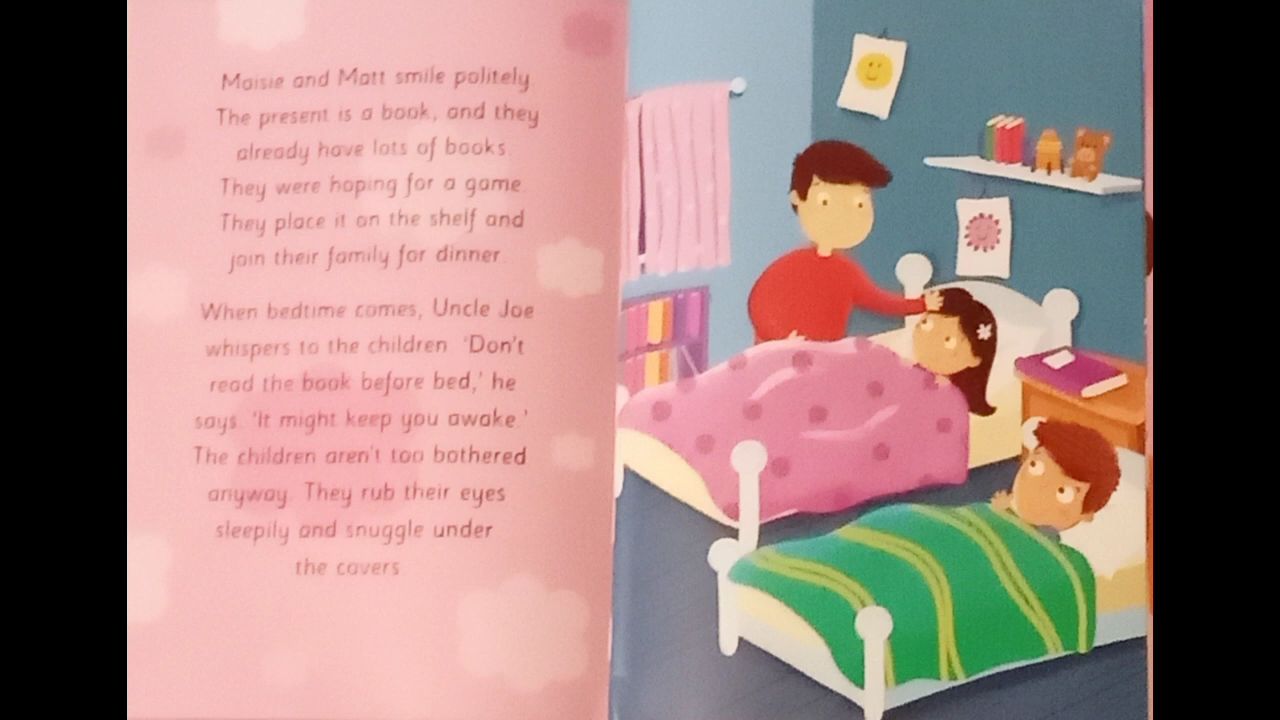 Maisie and Matt smile politely.
The present is a book, and they
already have lots of books.
They were hoping for a game.
They place it on the shelf and
join their family for dinner.
When bedtime comes, Uncle Joe
whispers to the children. 'Don't
read the book before bed,' he
says. 'It might keep you awake.'
The children aren't too bothered
anyway. They rub their eyes
sleepily and snuggle under
the covers.